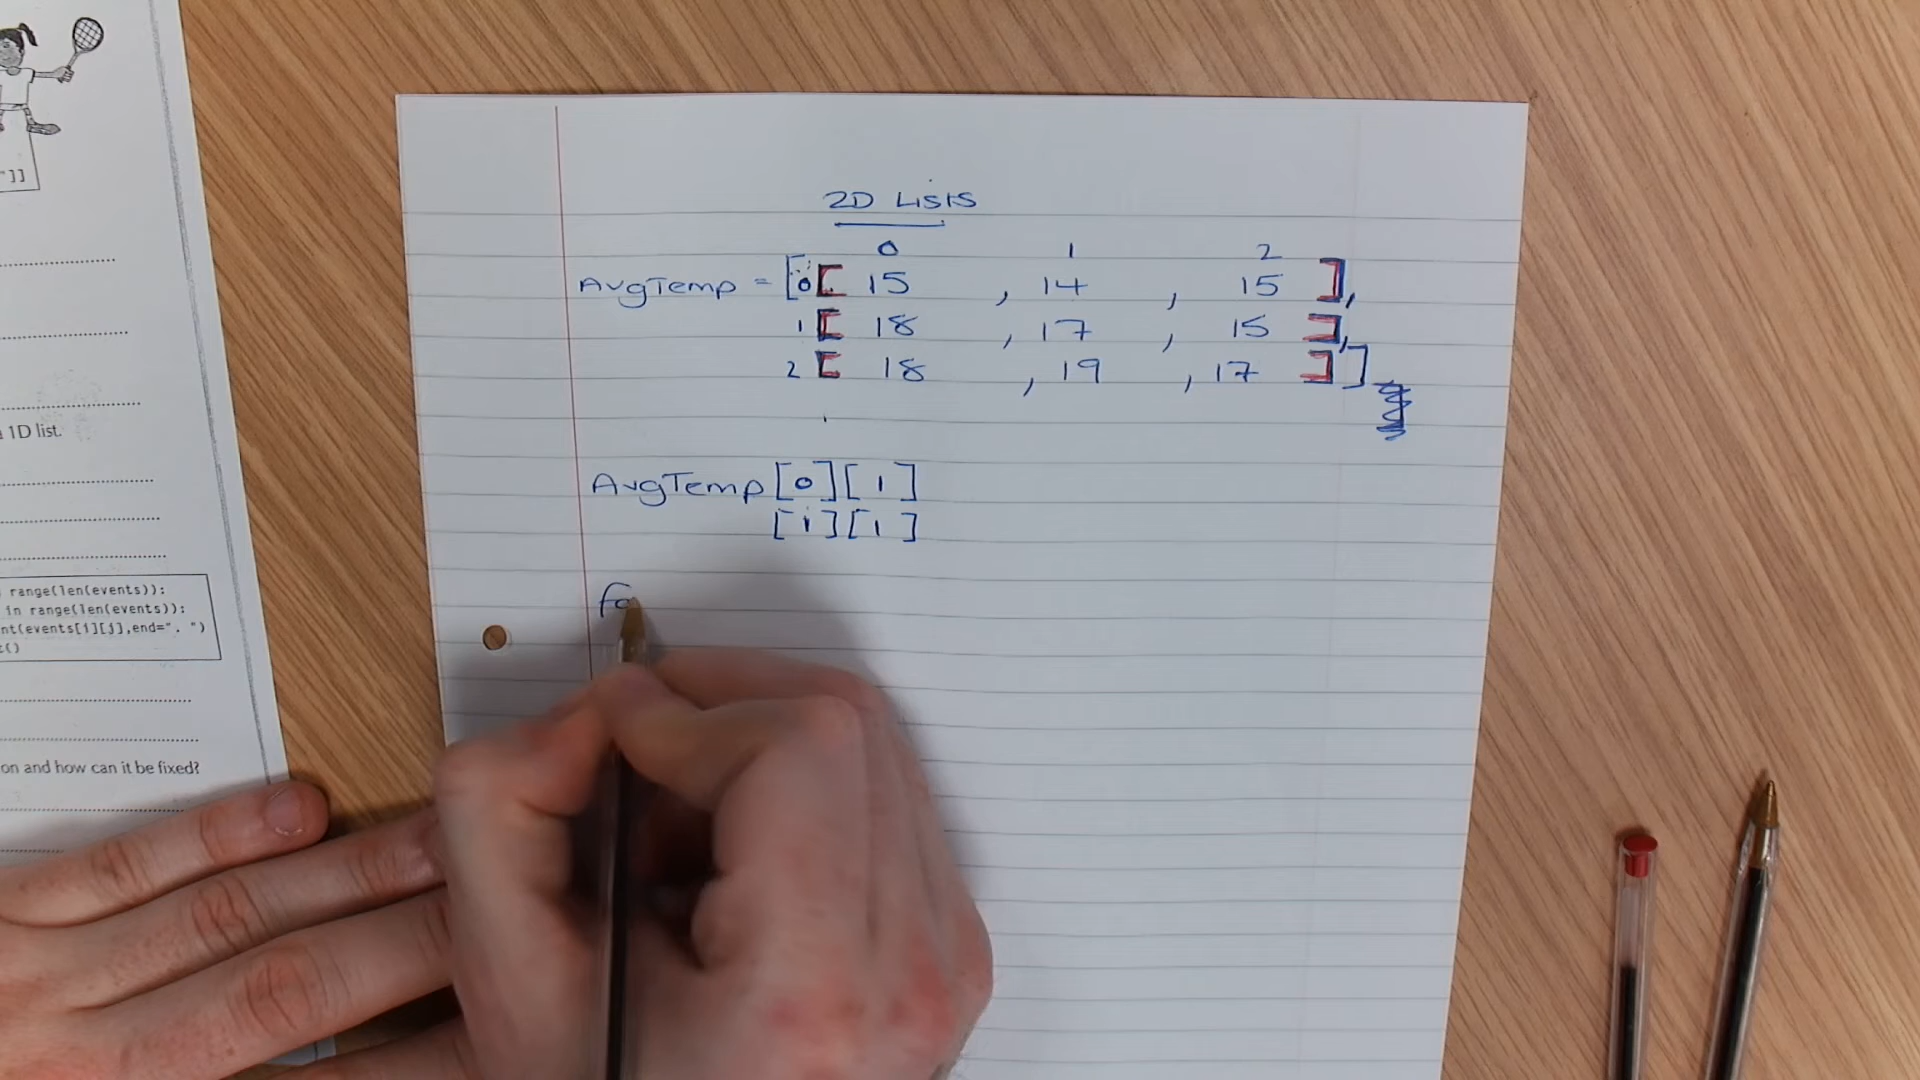 "]]
1D list.
range(len(events)):
in range(len(events)):
nt(events[i][j],end=". ")
()
on and how can it be fixed?
2D Lists
0 1 2
AvgTemp = [0[ 15 , 14 , 15 ],
1[ 18 , 17 , 15 ],
2[ 18 , 19 , 17 ]]
AvgTemp[0][1]
[i][1]
fo